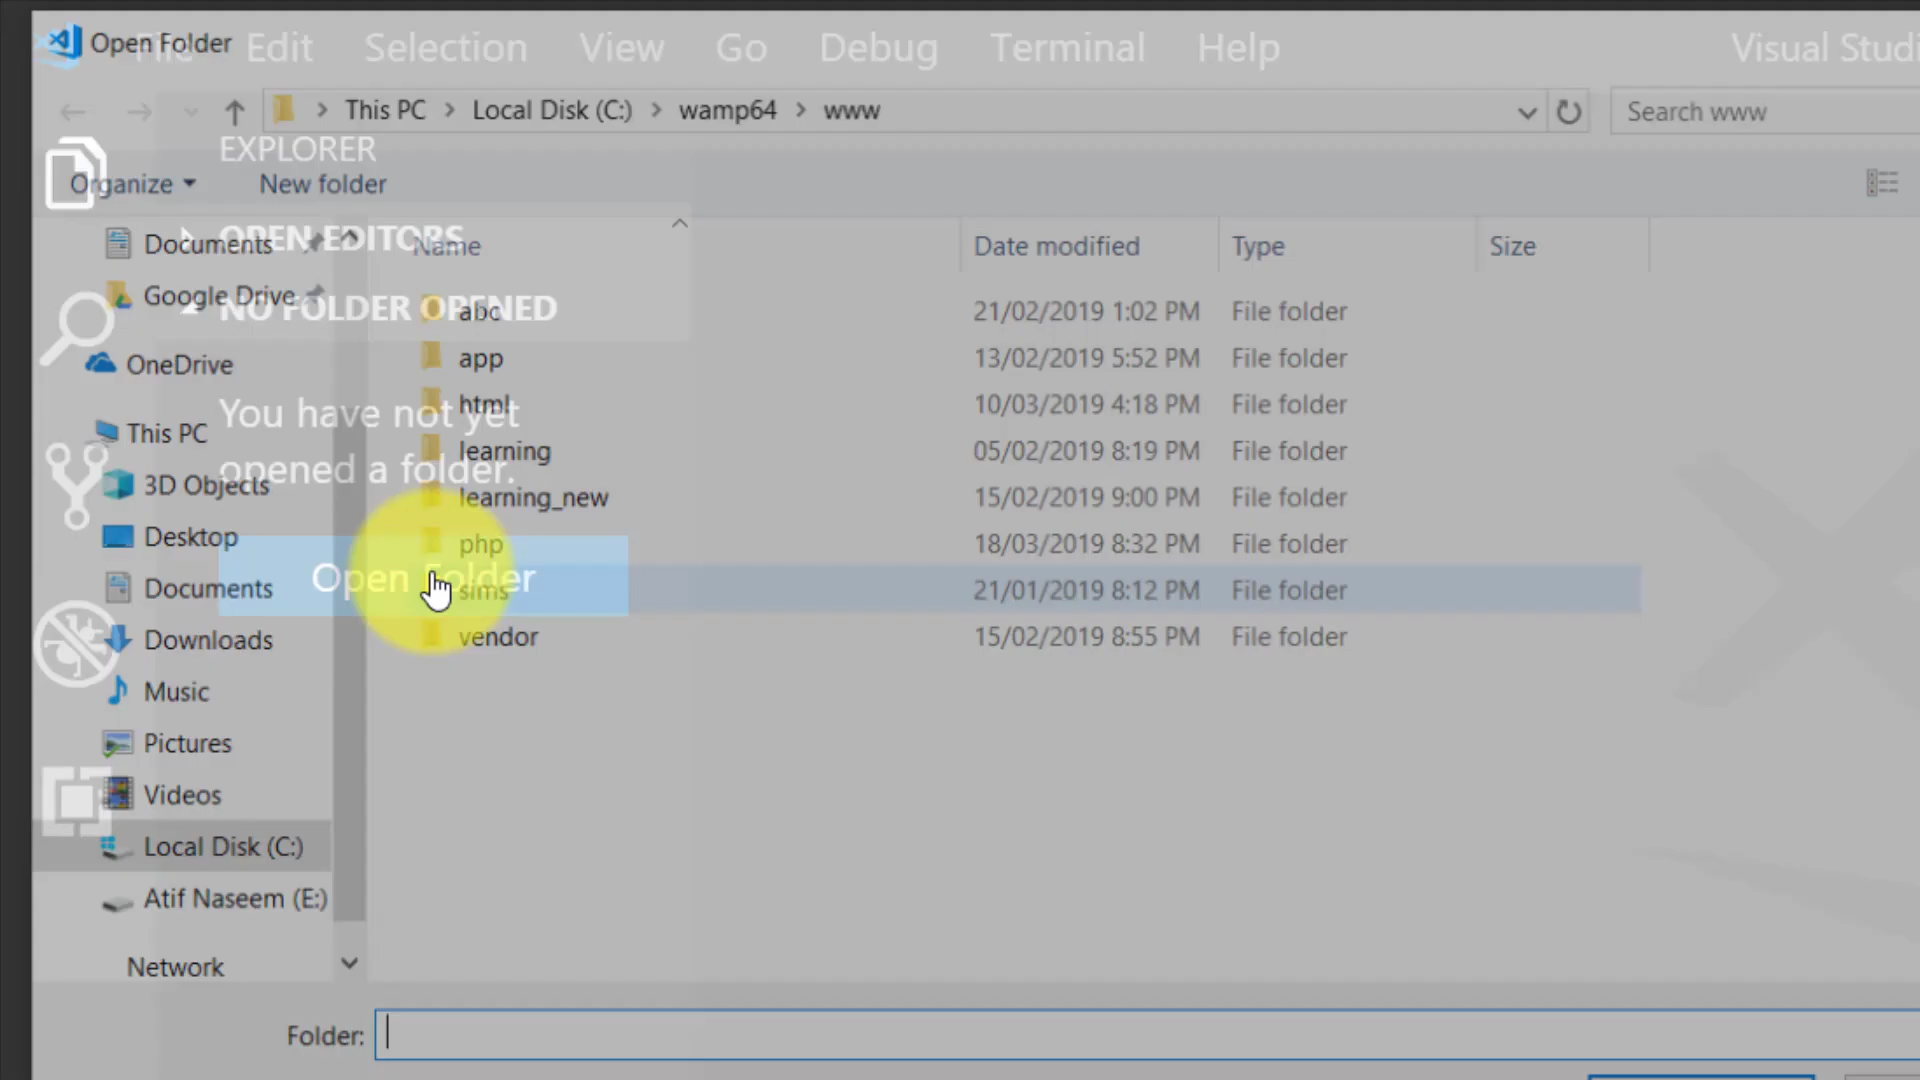 Open Folder
File Edit Selection View Go Debug Terminal Help Visual Studi
This PC Local Disk (C:) wamp64 www Search www
EXPLORER
Organize New folder
OPEN EDITORS
NO FOLDER OPENED
You have not yet
opened a folder.
Open Folder
Documents
Google Drive
OneDrive
This PC
3D Objects
Desktop
Documents
Downloads
Music
Pictures
Videos
Local Disk (C:)
Atif Naseem (E:)
Network
Name Date modified Type Size
abc 21/02/2019 1:02 PM File folder
app 13/02/2019 5:52 PM File folder
html 10/03/2019 4:18 PM File folder
learning 05/02/2019 8:19 PM File folder
learning_new 15/02/2019 9:00 PM File folder
php 18/03/2019 8:32 PM File folder
sims 21/01/2019 8:12 PM File folder
vendor 15/02/2019 8:55 PM File folder
Folder: